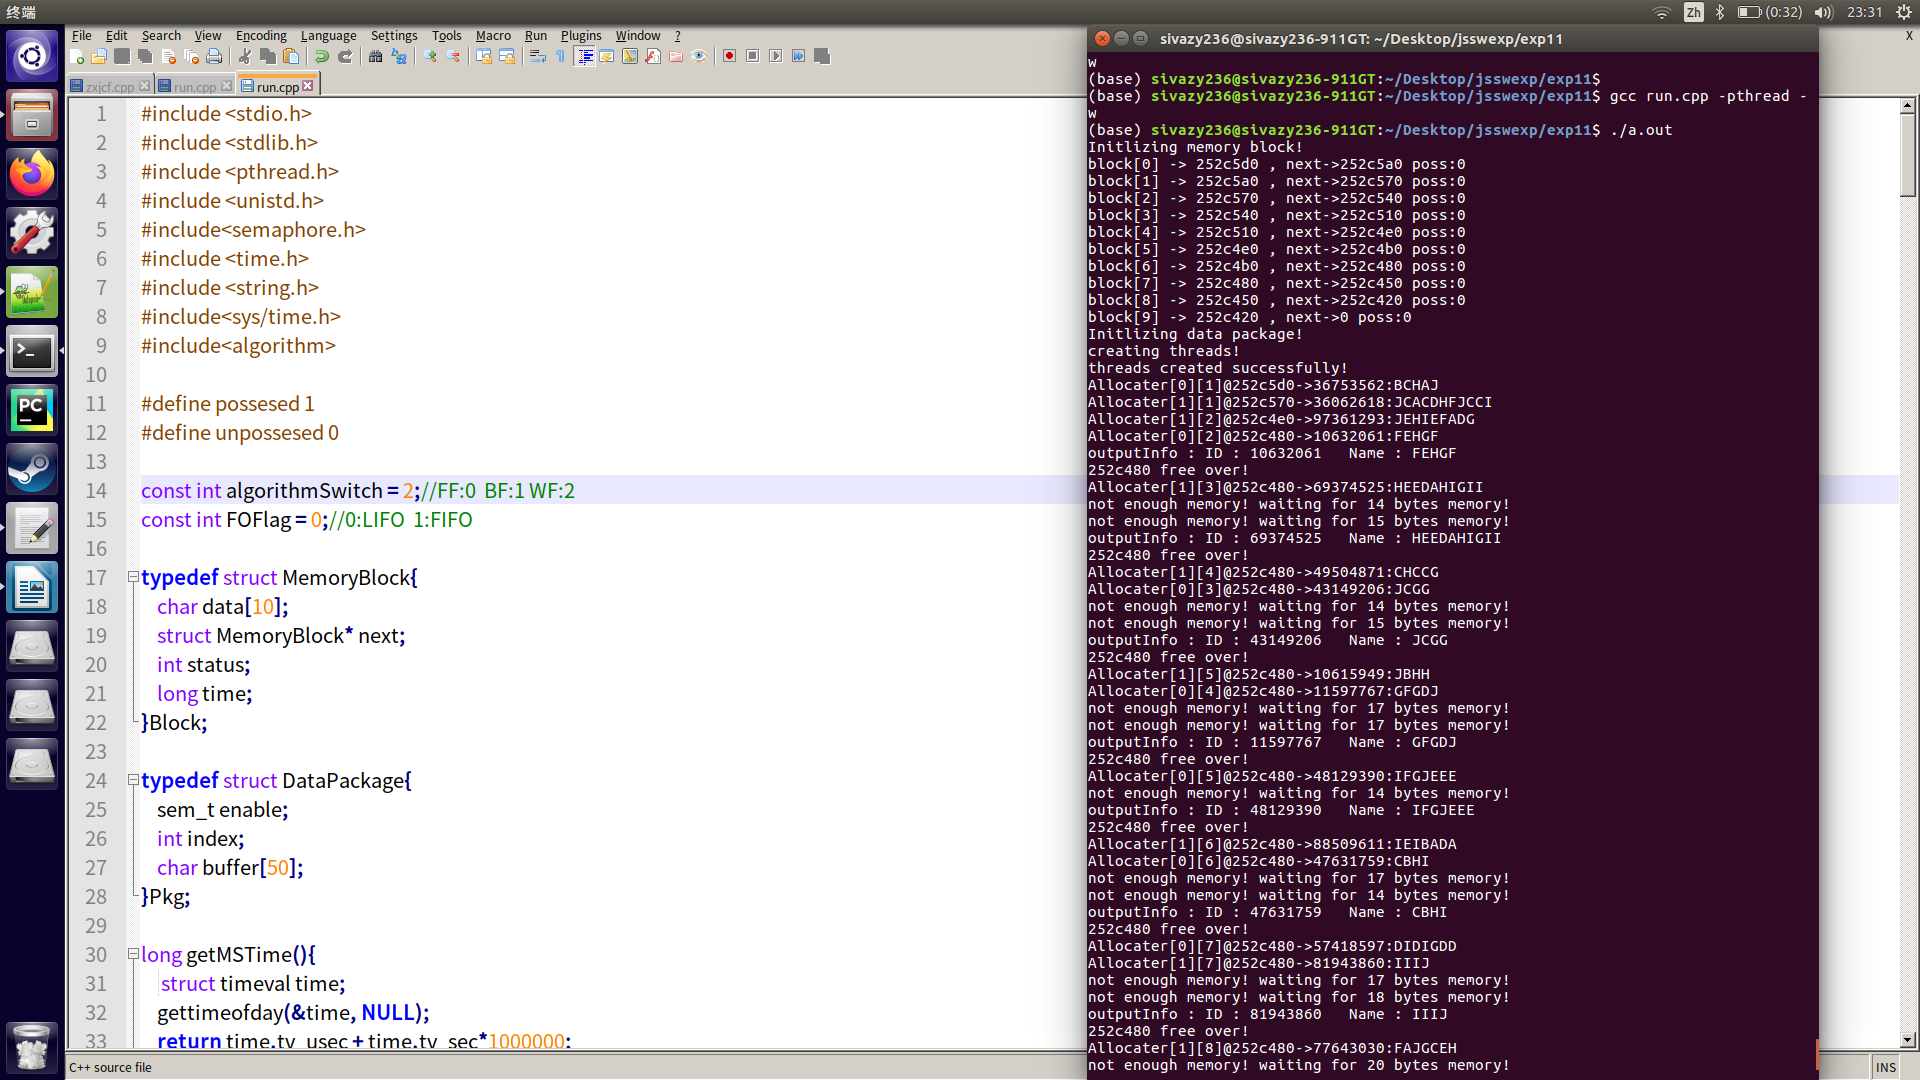 终端
Zh
(0:32)
23:31
File Edit Search View Encoding Language Settings Tools Macro Run Plugins Window ?
X
zxjcf.cpp
run.cpp
run.cpp
1 #include <stdio.h>
2 #include <stdlib.h>
3 #include <pthread.h>
4 #include <unistd.h>
5 #include<semaphore.h>
6 #include <time.h>
7 #include <string.h>
8 #include<sys/time.h>
9 #include<algorithm>
10
11 #define possesed 1
12 #define unpossesed 0
13
14 const int algorithmSwitch = 2;//FF:0 BF:1 WF:2
15 const int FOFlag = 0;//0:LIFO 1:FIFO
16
17 typedef struct MemoryBlock{
18 char data[10];
19 struct MemoryBlock* next;
20 int status;
21 long time;
22 }Block;
23
24 typedef struct DataPackage{
25 sem_t enable;
26 int index;
27 char buffer[50];
28 }Pkg;
29
30 long getMSTime(){
31 struct timeval time;
32 gettimeofday(&time, NULL);
33 return time.tv_usec + time.tv_sec*1000000;
C++ source file
INS
PC
sivazy236@sivazy236-911GT: ~/Desktop/jsswexp/exp11
w
(base) sivazy236@sivazy236-911GT:~/Desktop/jsswexp/exp11$
(base) sivazy236@sivazy236-911GT:~/Desktop/jsswexp/exp11$ gcc run.cpp -pthread -
w
(base) sivazy236@sivazy236-911GT:~/Desktop/jsswexp/exp11$ ./a.out
Initlizing memory block!
block[0] -> 252c5d0 , next->252c5a0 poss:0
block[1] -> 252c5a0 , next->252c570 poss:0
block[2] -> 252c570 , next->252c540 poss:0
block[3] -> 252c540 , next->252c510 poss:0
block[4] -> 252c510 , next->252c4e0 poss:0
block[5] -> 252c4e0 , next->252c4b0 poss:0
block[6] -> 252c4b0 , next->252c480 poss:0
block[7] -> 252c480 , next->252c450 poss:0
block[8] -> 252c450 , next->252c420 poss:0
block[9] -> 252c420 , next->0 poss:0
Initlizing data package!
creating threads!
threads created successfully!
Allocater[0][1]@252c5d0->36753562:BCHAJ
Allocater[1][1]@252c570->36062618:JCACDHFJCCI
Allocater[1][2]@252c4e0->97361293:JEHIEFADG
Allocater[0][2]@252c480->10632061:FEHGF
outputInfo : ID : 10632061 Name : FEHGF
252c480 free over!
Allocater[1][3]@252c480->69374525:HEEDAHIGII
not enough memory! waiting for 14 bytes memory!
not enough memory! waiting for 15 bytes memory!
outputInfo : ID : 69374525 Name : HEEDAHIGII
252c480 free over!
Allocater[1][4]@252c480->49504871:CHCCG
Allocater[0][3]@252c480->43149206:JCGG
not enough memory! waiting for 14 bytes memory!
not enough memory! waiting for 15 bytes memory!
outputInfo : ID : 43149206 Name : JCGG
252c480 free over!
Allocater[1][5]@252c480->10615949:JBHH
Allocater[0][4]@252c480->11597767:GFGDJ
not enough memory! waiting for 17 bytes memory!
not enough memory! waiting for 17 bytes memory!
outputInfo : ID : 11597767 Name : GFGDJ
252c480 free over!
Allocater[0][5]@252c480->48129390:IFGJEEE
not enough memory! waiting for 14 bytes memory!
outputInfo : ID : 48129390 Name : IFGJEEE
252c480 free over!
Allocater[1][6]@252c480->88509611:IEIBADA
Allocater[0][6]@252c480->47631759:CBHI
not enough memory! waiting for 17 bytes memory!
not enough memory! waiting for 14 bytes memory!
outputInfo : ID : 47631759 Name : CBHI
252c480 free over!
Allocater[0][7]@252c480->57418597:DIDIGDD
Allocater[1][7]@252c480->81943860:IIIJ
not enough memory! waiting for 17 bytes memory!
not enough memory! waiting for 18 bytes memory!
outputInfo : ID : 81943860 Name : IIIJ
252c480 free over!
Allocater[1][8]@252c480->77643030:FAJGCEH
not enough memory! waiting for 20 bytes memory!